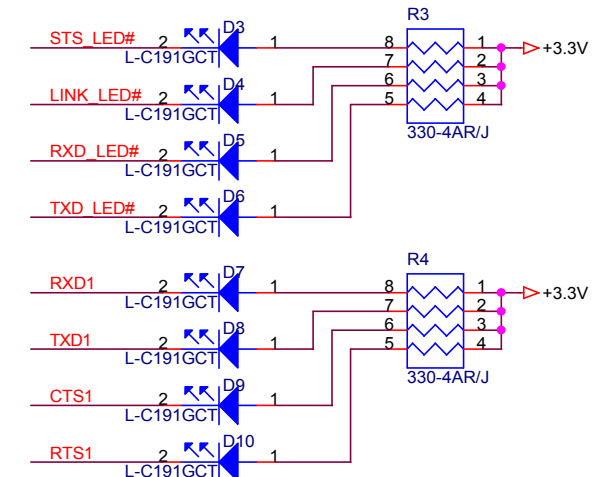 R3
STS_LED# 2 D3 1 8 1 +3.3V
L-C191GCT 7 2
LINK_LED# 2 D4 1 6 3
L-C191GCT 5 4
330-4AR/J
RXD_LED# 2 D5 1
L-C191GCT
TXD_LED# 2 D6 1
L-C191GCT
R4
RXD1 2 D7 1 8 1 +3.3V
L-C191GCT 7 2
TXD1 2 D8 1 6 3
L-C191GCT 5 4
330-4AR/J
CTS1 2 D9 1
L-C191GCT
RTS1 2 D10 1
L-C191GCT